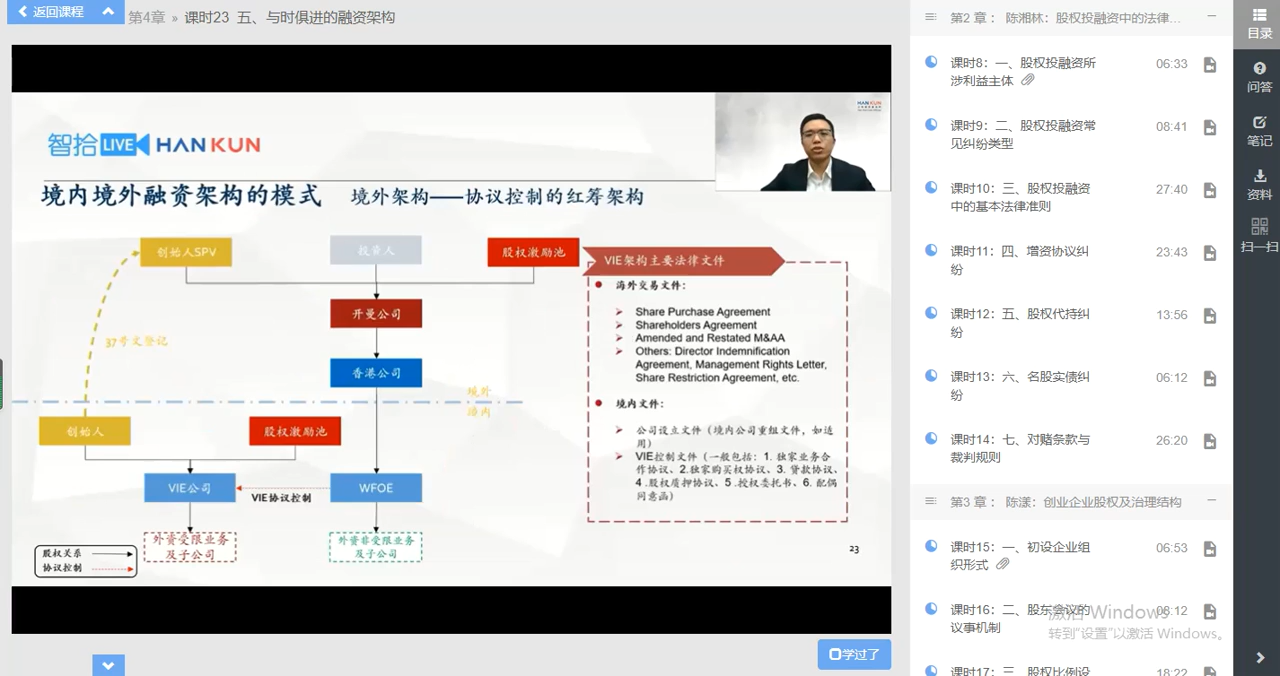 返回课程
第4章 » 课时23 五、与时俱进的融资架构
智拾LIVE HANKUN
HANKUN
境内境外融资架构的模式 境外架构——协议控制的红筹架构
创始人SPV
投资人
股权激励池
开曼公司
37号文登记
香港公司
境外
境内
创始人
股权激励池
VIE公司
VIE协议控制
WFOE
外资受限业务
及子公司
外资非受限业务
及子公司
股权关系
协议控制
VIE架构主要法律文件
海外交易文件：
Share Purchase Agreement
Shareholders Agreement
Amended and Restated M&AA
Others: Director Indemnification
Agreement, Management Rights Letter,
Share Restriction Agreement, etc.
境内文件：
公司设立文件（境内公司重组文件，如适
用）
VIE控制文件（一般包括：1. 独家业务合
作协议、2.独家购买权协议、3. 贷款协议、
4 .股权质押协议、5 .授权委托书、6. 配偶
同意函）
23
学过了
第2 章： 陈湘林：股权投融资中的法律...
课时8：一、股权投融资所
涉利益主体
06:33
课时9：二、股权投融资常
见纠纷类型
08:41
课时10：三、股权投融资
中的基本法律准则
27:40
课时11：四、增资协议纠
纷
23:43
课时12：五、股权代持纠
纷
13:56
课时13：六、名股实债纠
纷
06:12
课时14：七、对赌条款与
裁判规则
26:20
第3 章： 陈漾：创业企业股权及治理结构
课时15：一、初设企业组
织形式
06:53
课时16：二、股东会议的
议事机制
08:12
课时17：三、股权比例设
18:22
激活 Windows
转到"设置"以激活 Windows。
目录
问答
笔记
资料
扫一扫